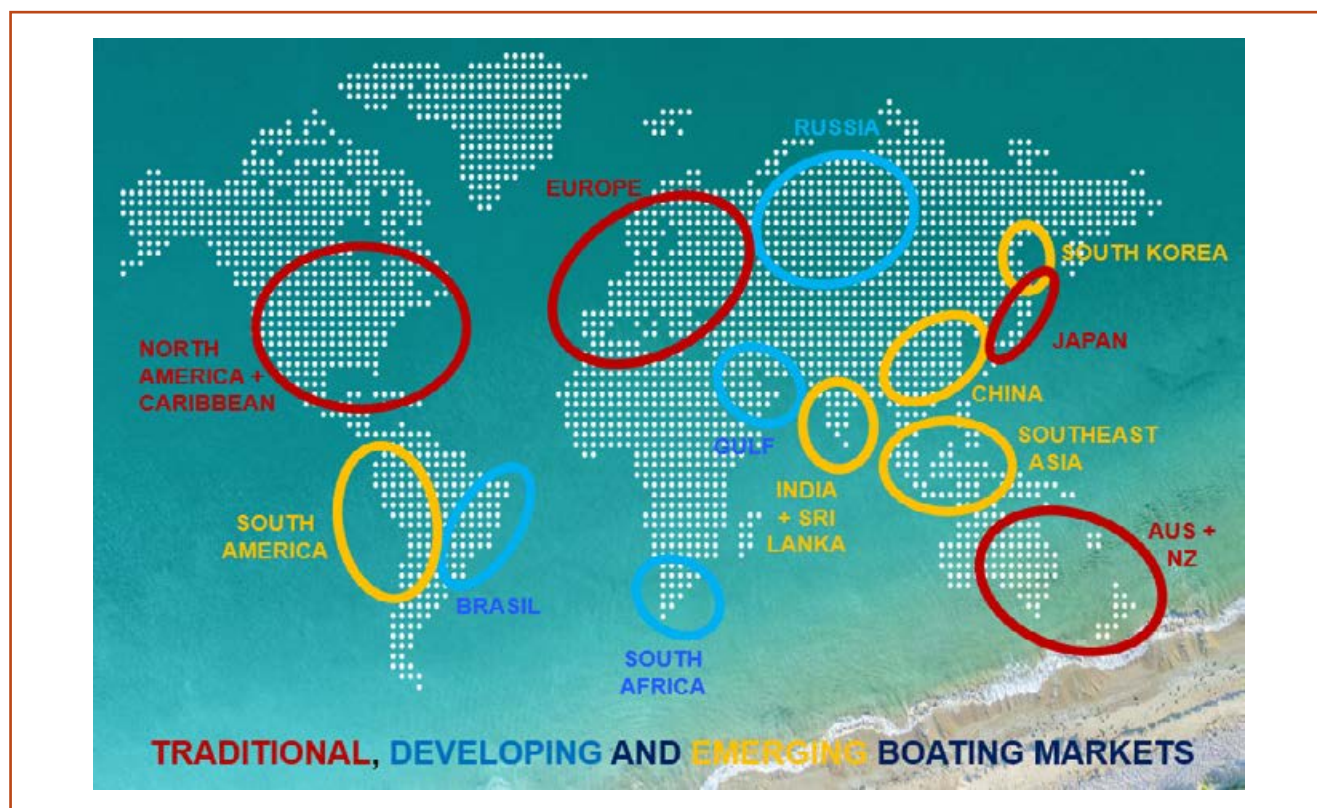 RUSSIA
EUROPE
SOUTH KOREA
NORTH
AMERICA +
CARIBBEAN
JAPAN
CHINA
GULF
SOUTHEAST
ASIA
INDIA
+ SRI
LANKA
SOUTH
AMERICA
AUS +
NZ
BRASIL
SOUTH
AFRICA
TRADITIONAL, DEVELOPING AND EMERGING BOATING MARKETS